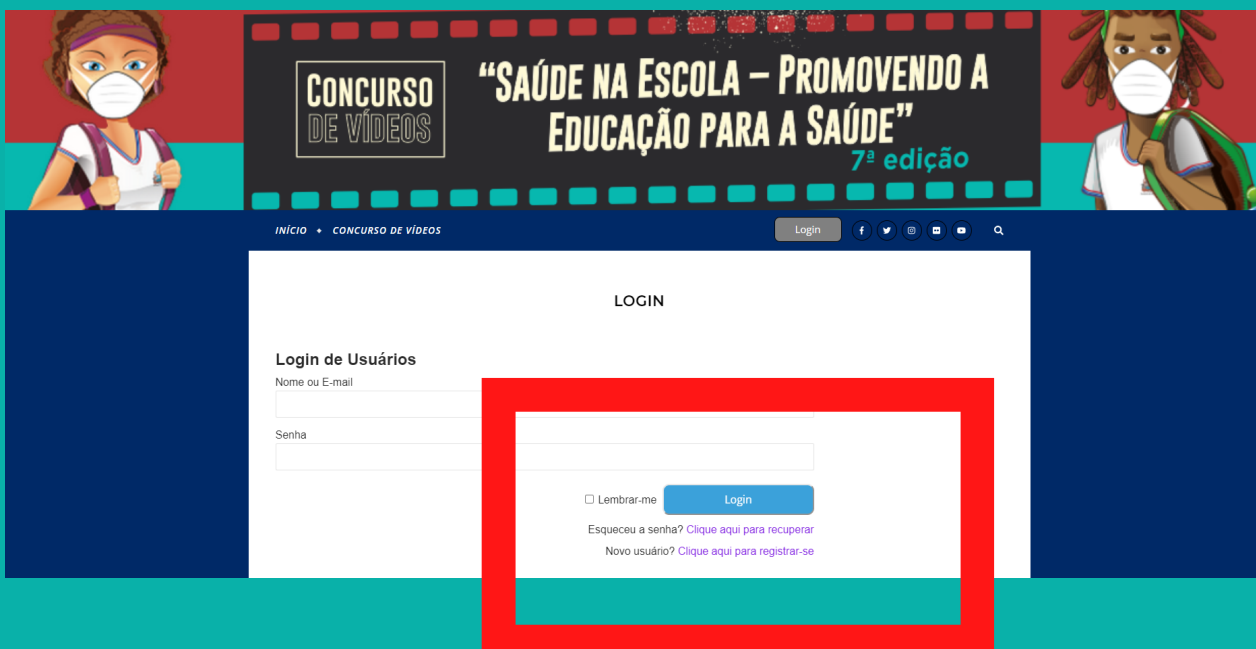 CONCURSO
DE VÍDEOS
“SAÚDE NA ESCOLA – PROMOVENDO A
EDUCAÇÃO PARA A SAÚDE”
7ª edição
INÍCIO
CONCURSO DE VÍDEOS
Login
LOGIN
Login de Usuários
Nome ou E-mail
Senha
Lembrar-me
Login
Esqueceu a senha? Clique aqui para recuperar
Novo usuário? Clique aqui para registrar-se